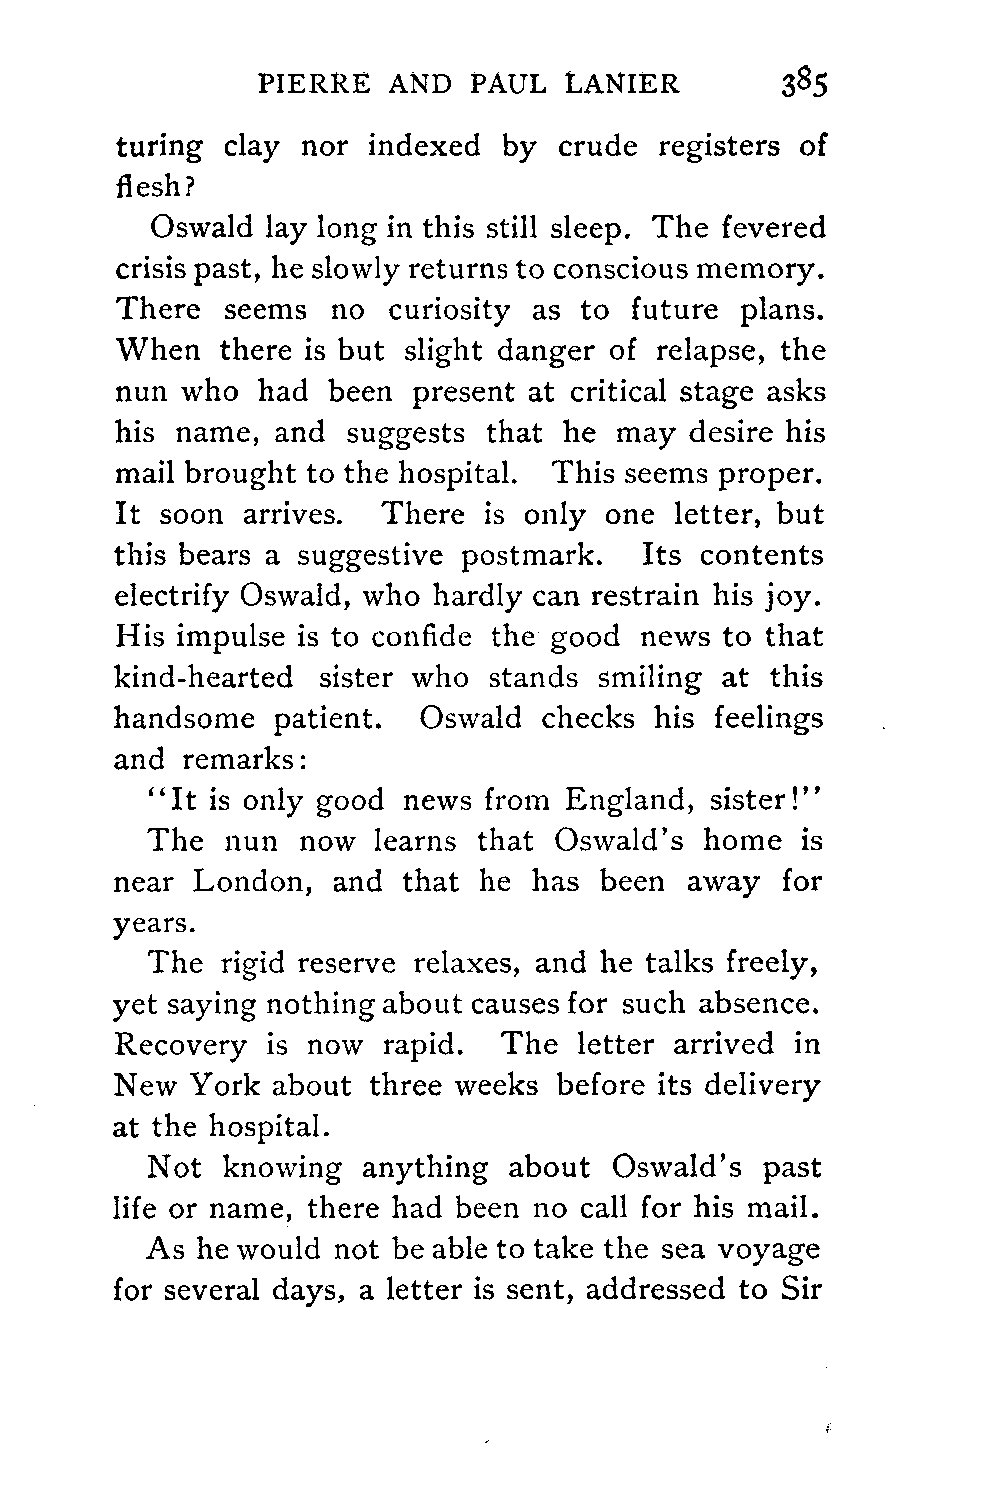 PIERRE AND PAUL LANIER 385
turing clay nor indexed by crude registers of
flesh?
Oswald lay long in this still sleep. The fevered
crisis past, he slowly returns to conscious memory.
There seems no curiosity as to future plans.
When there is but slight danger of relapse, the
nun who had been present at critical stage asks
his name, and suggests that he may desire his
mail brought to the hospital. This seems proper.
It soon arrives. There is only one letter, but
this bears a suggestive postmark. Its contents
electrify Oswald, who hardly can restrain his joy.
His impulse is to confide the good news to that
kind-hearted sister who stands smiling at this
handsome patient. Oswald checks his feelings
and remarks:
"It is only good news from England, sister!"
The nun now learns that Oswald's home is
near London, and that he has been away for
years.
The rigid reserve relaxes, and he talks freely,
yet saying nothing about causes for such absence.
Recovery is now rapid. The letter arrived in
New York about three weeks before its delivery
at the hospital.
Not knowing anything about Oswald's past
life or name, there had been no call for his mail.
As he would not be able to take the sea voyage
for several days, a letter is sent, addressed to Sir